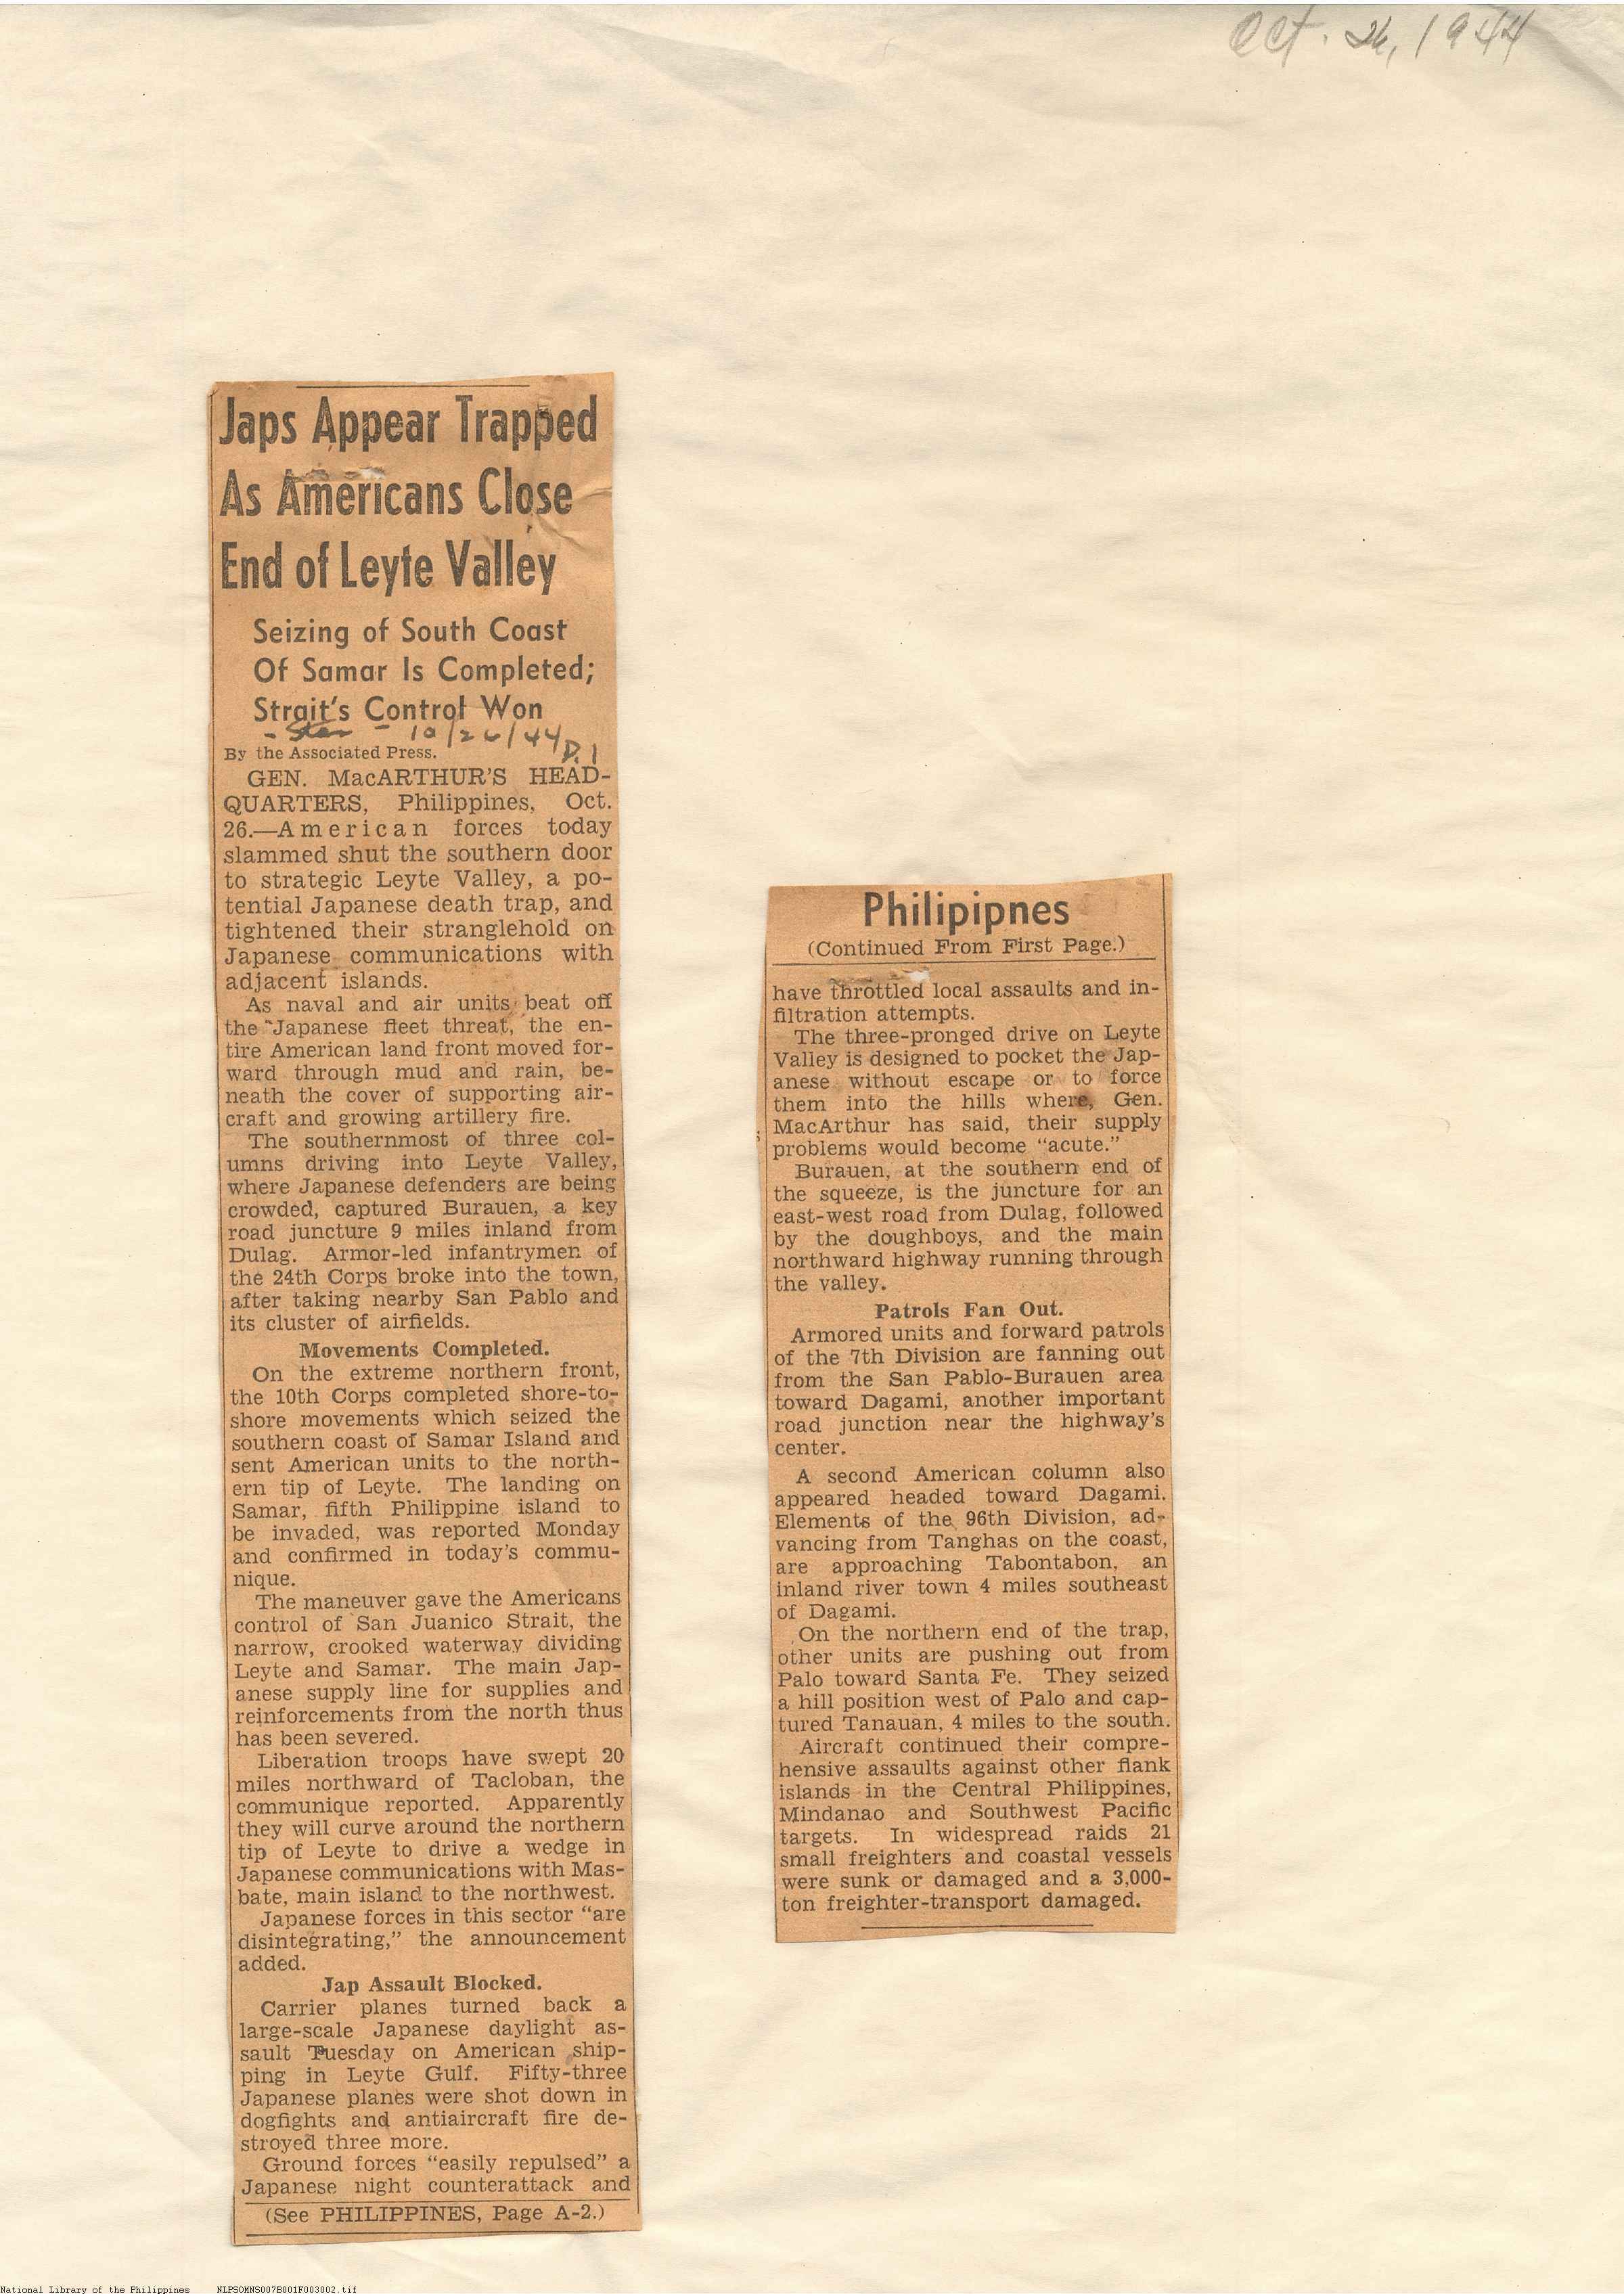 Oct. 26, 1944
Japs Appear Trapped
As Americans Close
End of Leyte Valley
Seizing of South Coast
Of Samar Is Completed;
Strait's Control Won
- Star - 10/26/44 P.1
By the Associated Press.
GEN. MacARTHUR'S HEAD-
QUARTERS, Philippines, Oct.
26.—American forces today
slammed shut the southern door
to strategic Leyte Valley, a po-
tential Japanese death trap, and
tightened their stranglehold on
Japanese communications with
adjacent islands.
As naval and air units beat off
the Japanese fleet threat, the en-
tire American land front moved for-
ward through mud and rain, be-
neath the cover of supporting air-
craft and growing artillery fire.
The southernmost of three col-
umns driving into Leyte Valley,
where Japanese defenders are being
crowded, captured Burauen, a key
road juncture 9 miles inland from
Dulag. Armor-led infantrymen of
the 24th Corps broke into the town,
after taking nearby San Pablo and
its cluster of airfields.
Movements Completed.
On the extreme northern front,
the 10th Corps completed shore-to-
shore movements which seized the
southern coast of Samar Island and
sent American units to the north-
ern tip of Leyte. The landing on
Samar, fifth Philippine island to
be invaded, was reported Monday
and confirmed in today's commu-
nique.
The maneuver gave the Americans
control of San Juanico Strait, the
narrow, crooked waterway dividing
Leyte and Samar. The main Jap-
anese supply line for supplies and
reinforcements from the north thus
has been severed.
Liberation troops have swept 20
miles northward of Tacloban, the
communique reported. Apparently
they will curve around the northern
tip of Leyte to drive a wedge in
Japanese communications with Mas-
bate, main island to the northwest.
Japanese forces in this sector "are
disintegrating," the announcement
added.
Jap Assault Blocked.
Carrier planes turned back a
large-scale Japanese daylight as-
sault Tuesday on American ship-
ping in Leyte Gulf. Fifty-three
Japanese planes were shot down in
dogfights and antiaircraft fire de-
stroyed three more.
Ground forces "easily repulsed" a
Japanese night counterattack and
(See PHILIPPINES, Page A-2.)
Philipipnes
(Continued From First Page.)
have throttled local assaults and in-
filtration attempts.
The three-pronged drive on Leyte
Valley is designed to pocket the Jap-
anese without escape or to force
them into the hills where, Gen.
MacArthur has said, their supply
problems would become "acute."
Burauen, at the southern end of
the squeeze, is the juncture for an
east-west road from Dulag, followed
by the doughboys, and the main
northward highway running through
the valley.
Patrols Fan Out.
Armored units and forward patrols
of the 7th Division are fanning out
from the San Pablo-Burauen area
toward Dagami, another important
road junction near the highway's
center.
A second American column also
appeared headed toward Dagami.
Elements of the 96th Division, ad-
vancing from Tanghas on the coast,
are approaching Tabontabon, an
inland river town 4 miles southeast
of Dagami.
On the northern end of the trap,
other units are pushing out from
Palo toward Santa Fe. They seized
a hill position west of Palo and cap-
tured Tanauan, 4 miles to the south.
Aircraft continued their compre-
hensive assaults against other flank
islands in the Central Philippines,
Mindanao and Southwest Pacific
targets. In widespread raids 21
small freighters and coastal vessels
were sunk or damaged and a 3,000-
ton freighter-transport damaged.
National Library of the Philippines NLPSOMNS007B001F003002.tif